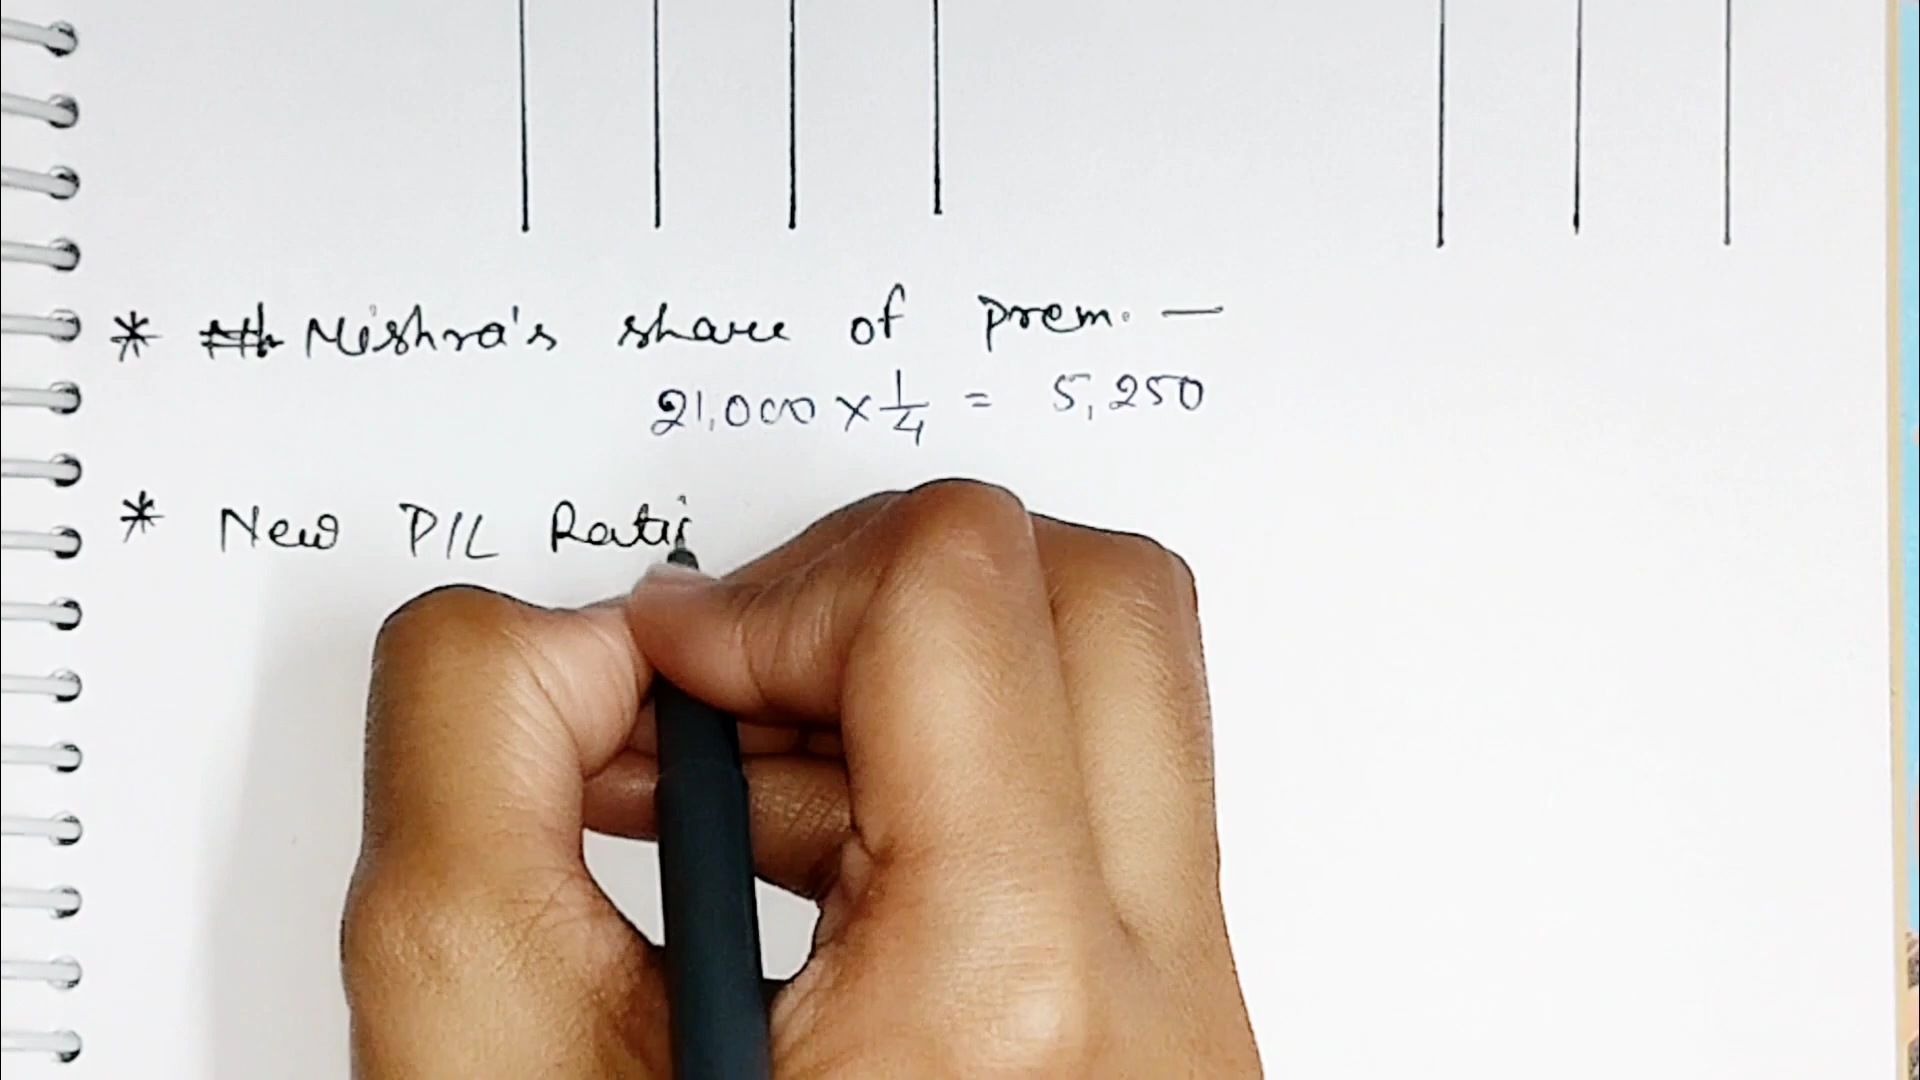 * Mishra's share of prem. —
21,000 × 1/4 = 5,250
* New P/L Rati